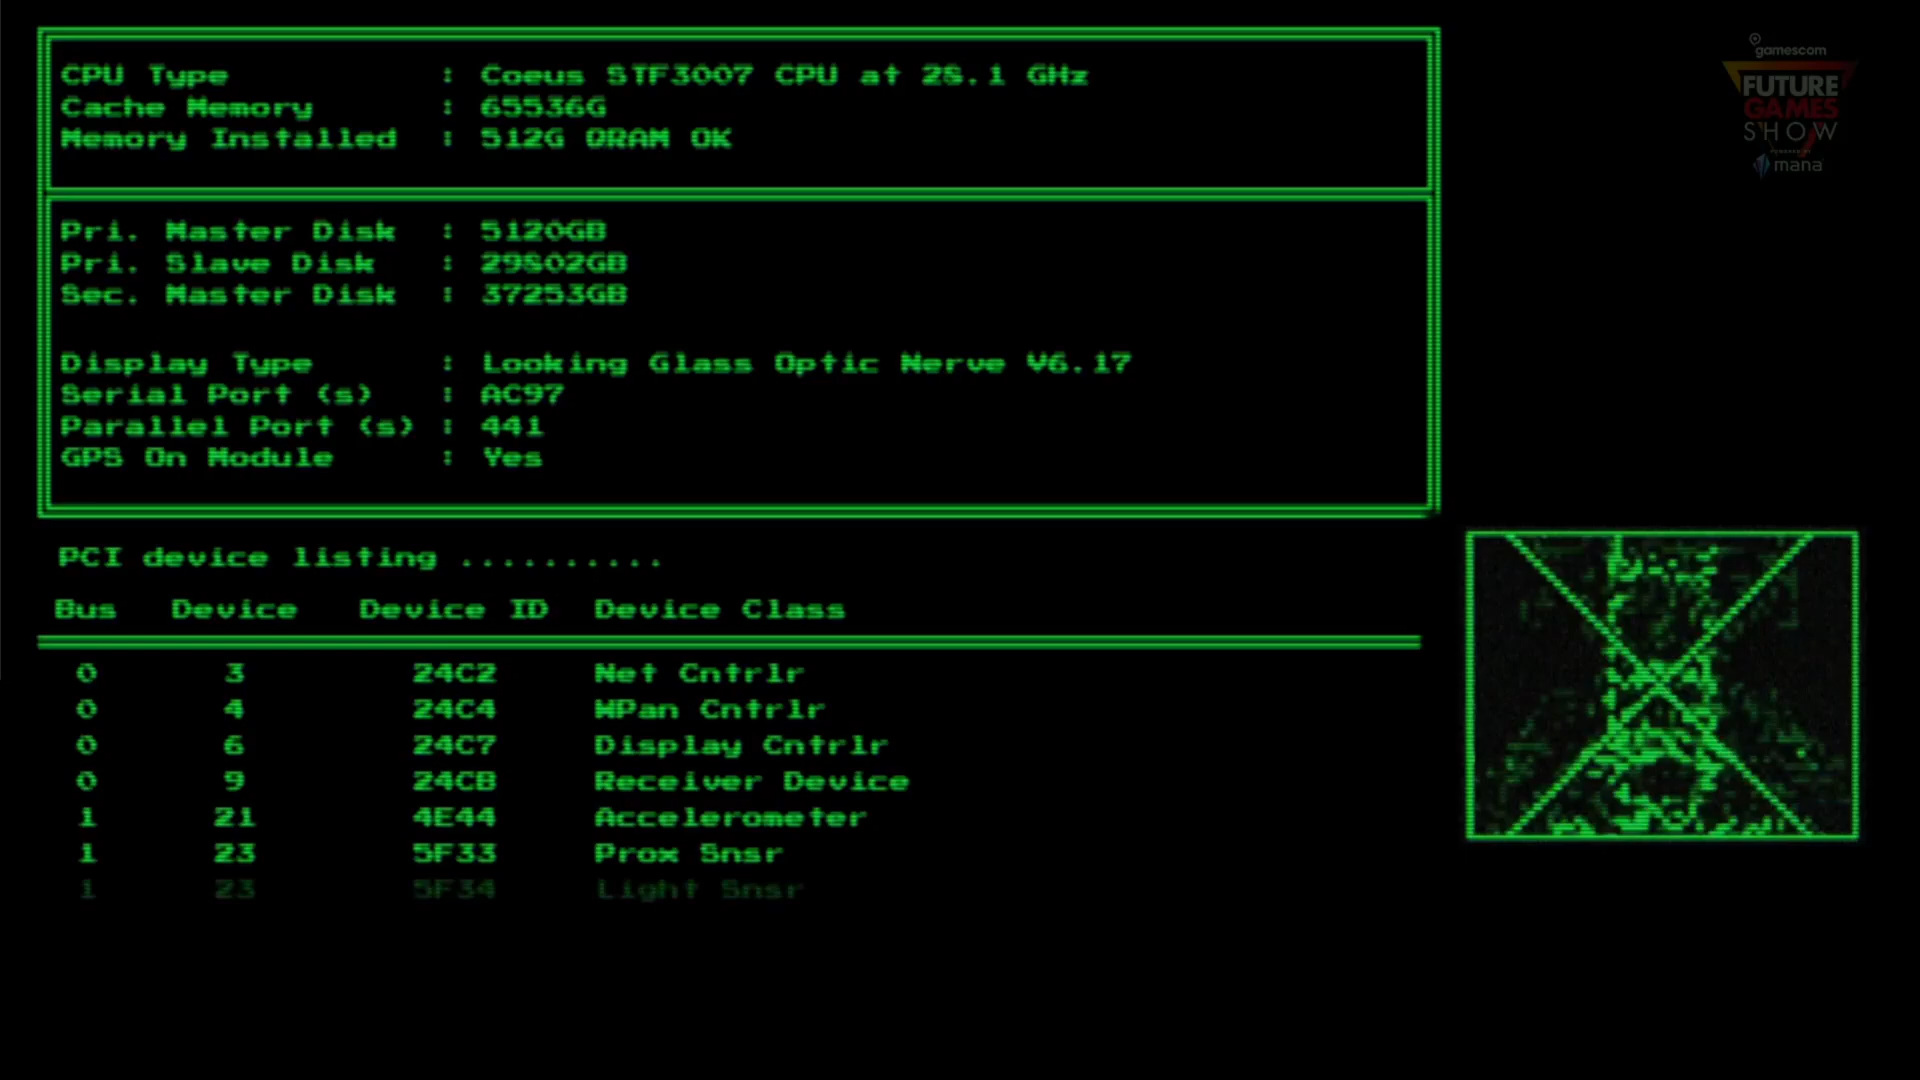 CPU Type : Coeus STF3007 CPU at 28.1 GHz
Cache Memory : 65536G
Memory Installed : 512G QRAM OK
Pri. Master Disk : 5120GB
Pri. Slave Disk : 29802GB
Sec. Master Disk : 37253GB
Display Type : Looking Glass Optic Nerve V6.17
Serial Port (s) : AC97
Parallel Port (s) : 441
GPS On Module : Yes
PCI device listing ..........
Bus Device Device ID Device Class
0 3 24C2 Net Cntrlr
0 4 24C4 WPan Cntrlr
0 6 24C7 Display Cntrlr
0 9 24CB Receiver Device
1 21 4E44 Accelerometer
1 23 5F33 Prox Snsr
1 23 5F34 Light Snsr
gamescom
FUTURE
GAMES
SHOW
POWERED BY
mana